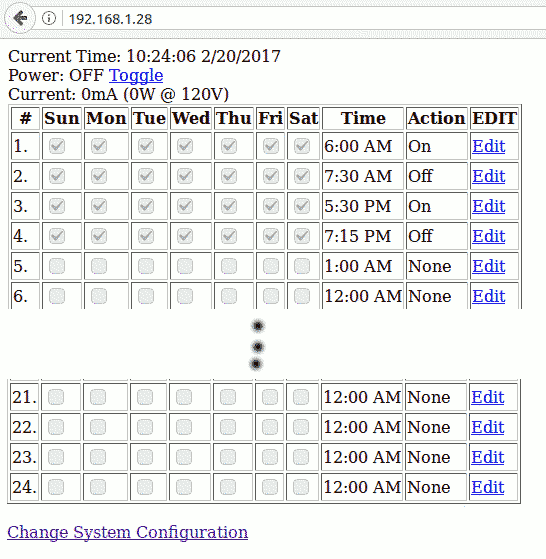 192.168.1.28
Current Time: 10:24:06 2/20/2017
Power: OFF Toggle
Current: 0mA (0W @ 120V)
# Sun Mon Tue Wed Thu Fri Sat Time Action EDIT
1. 6:00 AM On Edit
2. 7:30 AM Off Edit
3. 5:30 PM On Edit
4. 7:15 PM Off Edit
5. 1:00 AM None Edit
6. 12:00 AM None Edit
21. 12:00 AM None Edit
22. 12:00 AM None Edit
23. 12:00 AM None Edit
24. 12:00 AM None Edit
Change System Configuration